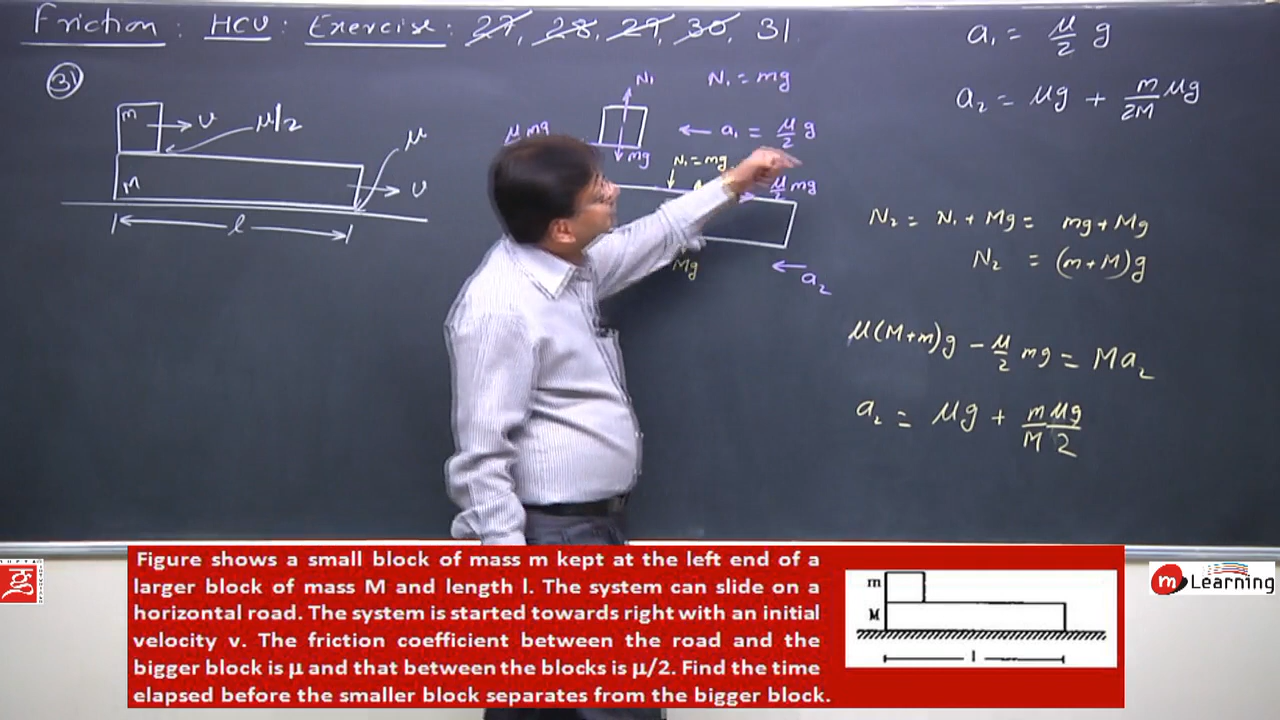 Friction : HCV : Exercise : 27, 28, 29, 30, 31
31
m
v
μ/2
μ
M
v
l
N₁
N₁ = mg
μ mg
mg
← a₁ = μ/2 g
N₁ = mg
μ/2 mg
Mg
← a₂
a₁ = μ/2 g
a₂ = μg + m/2M μg
N₂ = N₁ + Mg = mg + Mg
N₂ = (m+M)g
μ(M+m)g - μ/2 mg = Ma₂
a₂ = μg + m/M μg/2
Figure shows a small block of mass m kept at the left end of a
larger block of mass M and length l. The system can slide on a
horizontal road. The system is started towards right with an initial
velocity v. The friction coefficient between the road and the
bigger block is μ and that between the blocks is μ/2. Find the time
elapsed before the smaller block separates from the bigger block.
m
M
l
m Learning